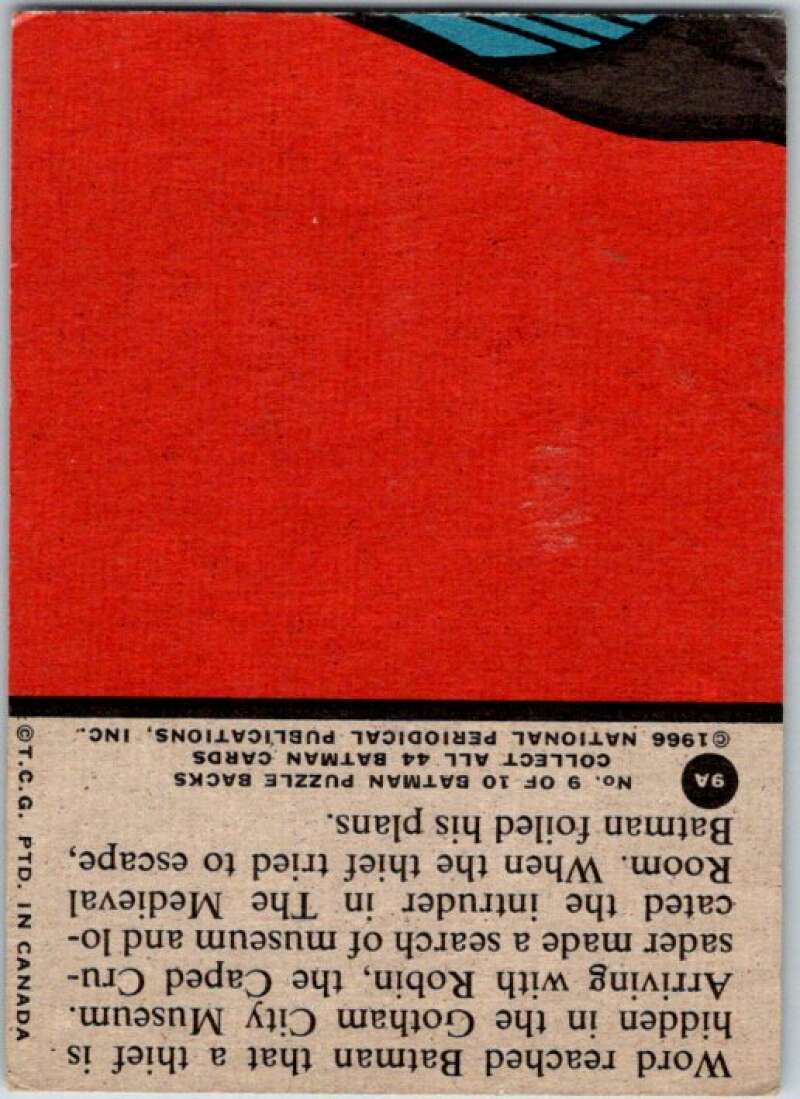 Word reached Batman that a thief is
hidden in the Gotham City Museum.
Arriving with Robin, the Caped Cru-
sader made a search of museum and lo-
cated the intruder in The Medieval
Room. When the thief tried to escape,
Batman foiled his plans.
9A
No. 9 OF 10 BATMAN PUZZLE BACKS
COLLECT ALL 44 BATMAN CARDS
©1966 NATIONAL PERIODICAL PUBLICATIONS, INC.
©T.C.G. PTD. IN CANADA